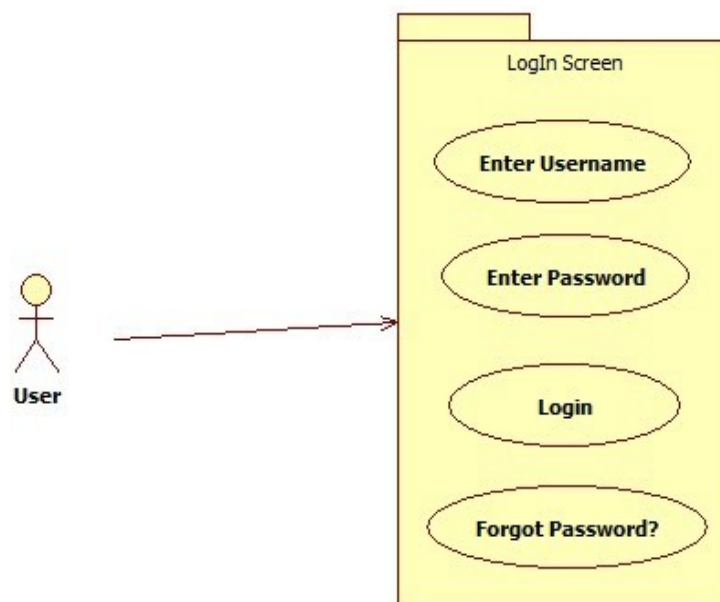 LogIn Screen
Enter Username
Enter Password
User
Login
Forgot Password?